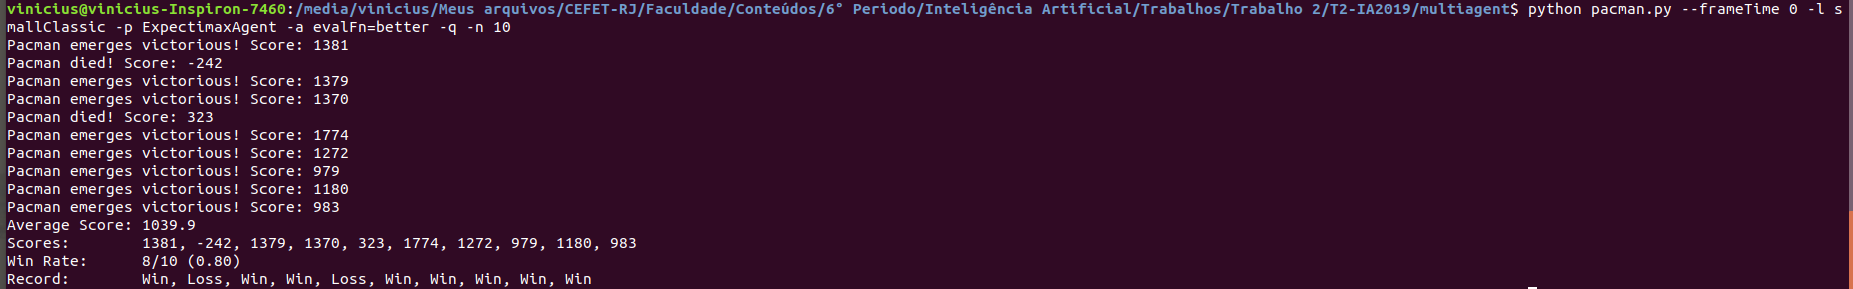 vinicius@vinicius-Inspiron-7460:/media/vinicius/Meus arquivos/CEFET-RJ/Faculdade/Conteúdos/6° Periodo/Inteligência Artificial/Trabalhos/Trabalho 2/T2-IA2019/multiagent$ python pacman.py --frameTime 0 -l s
mallClassic -p ExpectimaxAgent -a evalFn=better -q -n 10
Pacman emerges victorious! Score: 1381
Pacman died! Score: -242
Pacman emerges victorious! Score: 1379
Pacman emerges victorious! Score: 1370
Pacman died! Score: 323
Pacman emerges victorious! Score: 1774
Pacman emerges victorious! Score: 1272
Pacman emerges victorious! Score: 979
Pacman emerges victorious! Score: 1180
Pacman emerges victorious! Score: 983
Average Score: 1039.9
Scores:        1381, -242, 1379, 1370, 323, 1774, 1272, 979, 1180, 983
Win Rate:      8/10 (0.80)
Record:        Win, Loss, Win, Win, Loss, Win, Win, Win, Win, Win